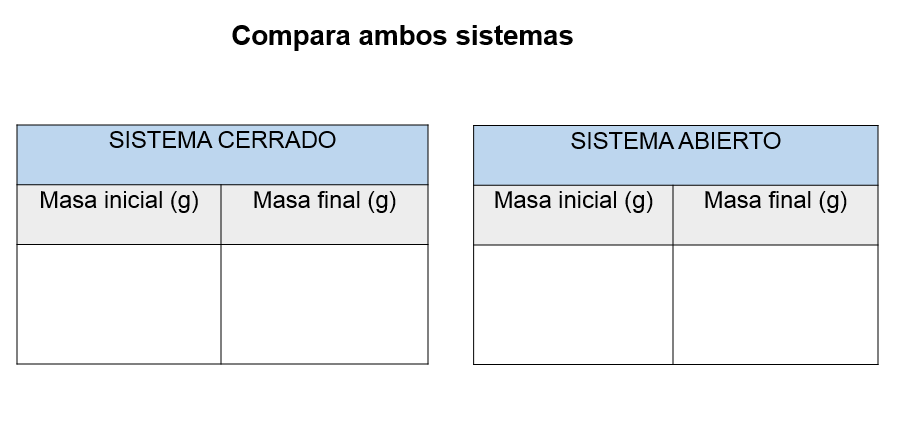 Compara ambos sistemas
SISTEMA CERRADO
Masa inicial (g) Masa final (g)
SISTEMA ABIERTO
Masa inicial (g) Masa final (g)